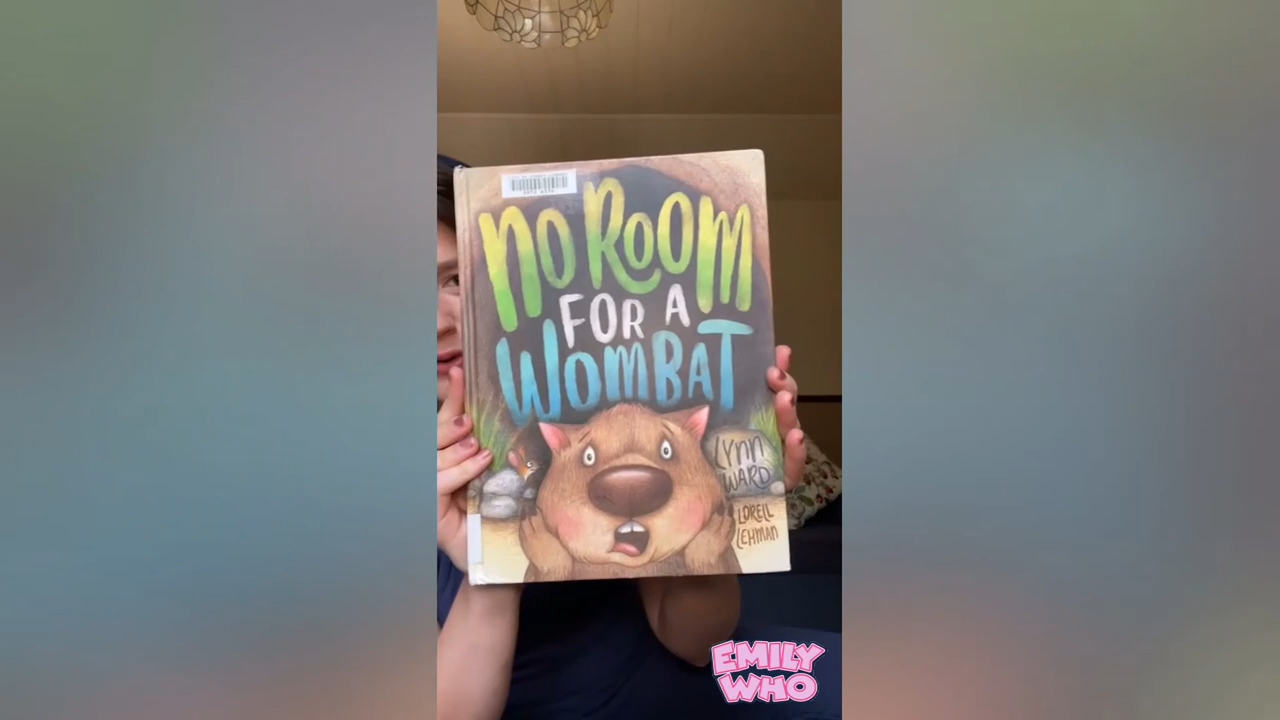 NO ROOM
FOR A
WOMBAT
LYNN
WARD
LORELL
LEHMAN
EMILY
WHO